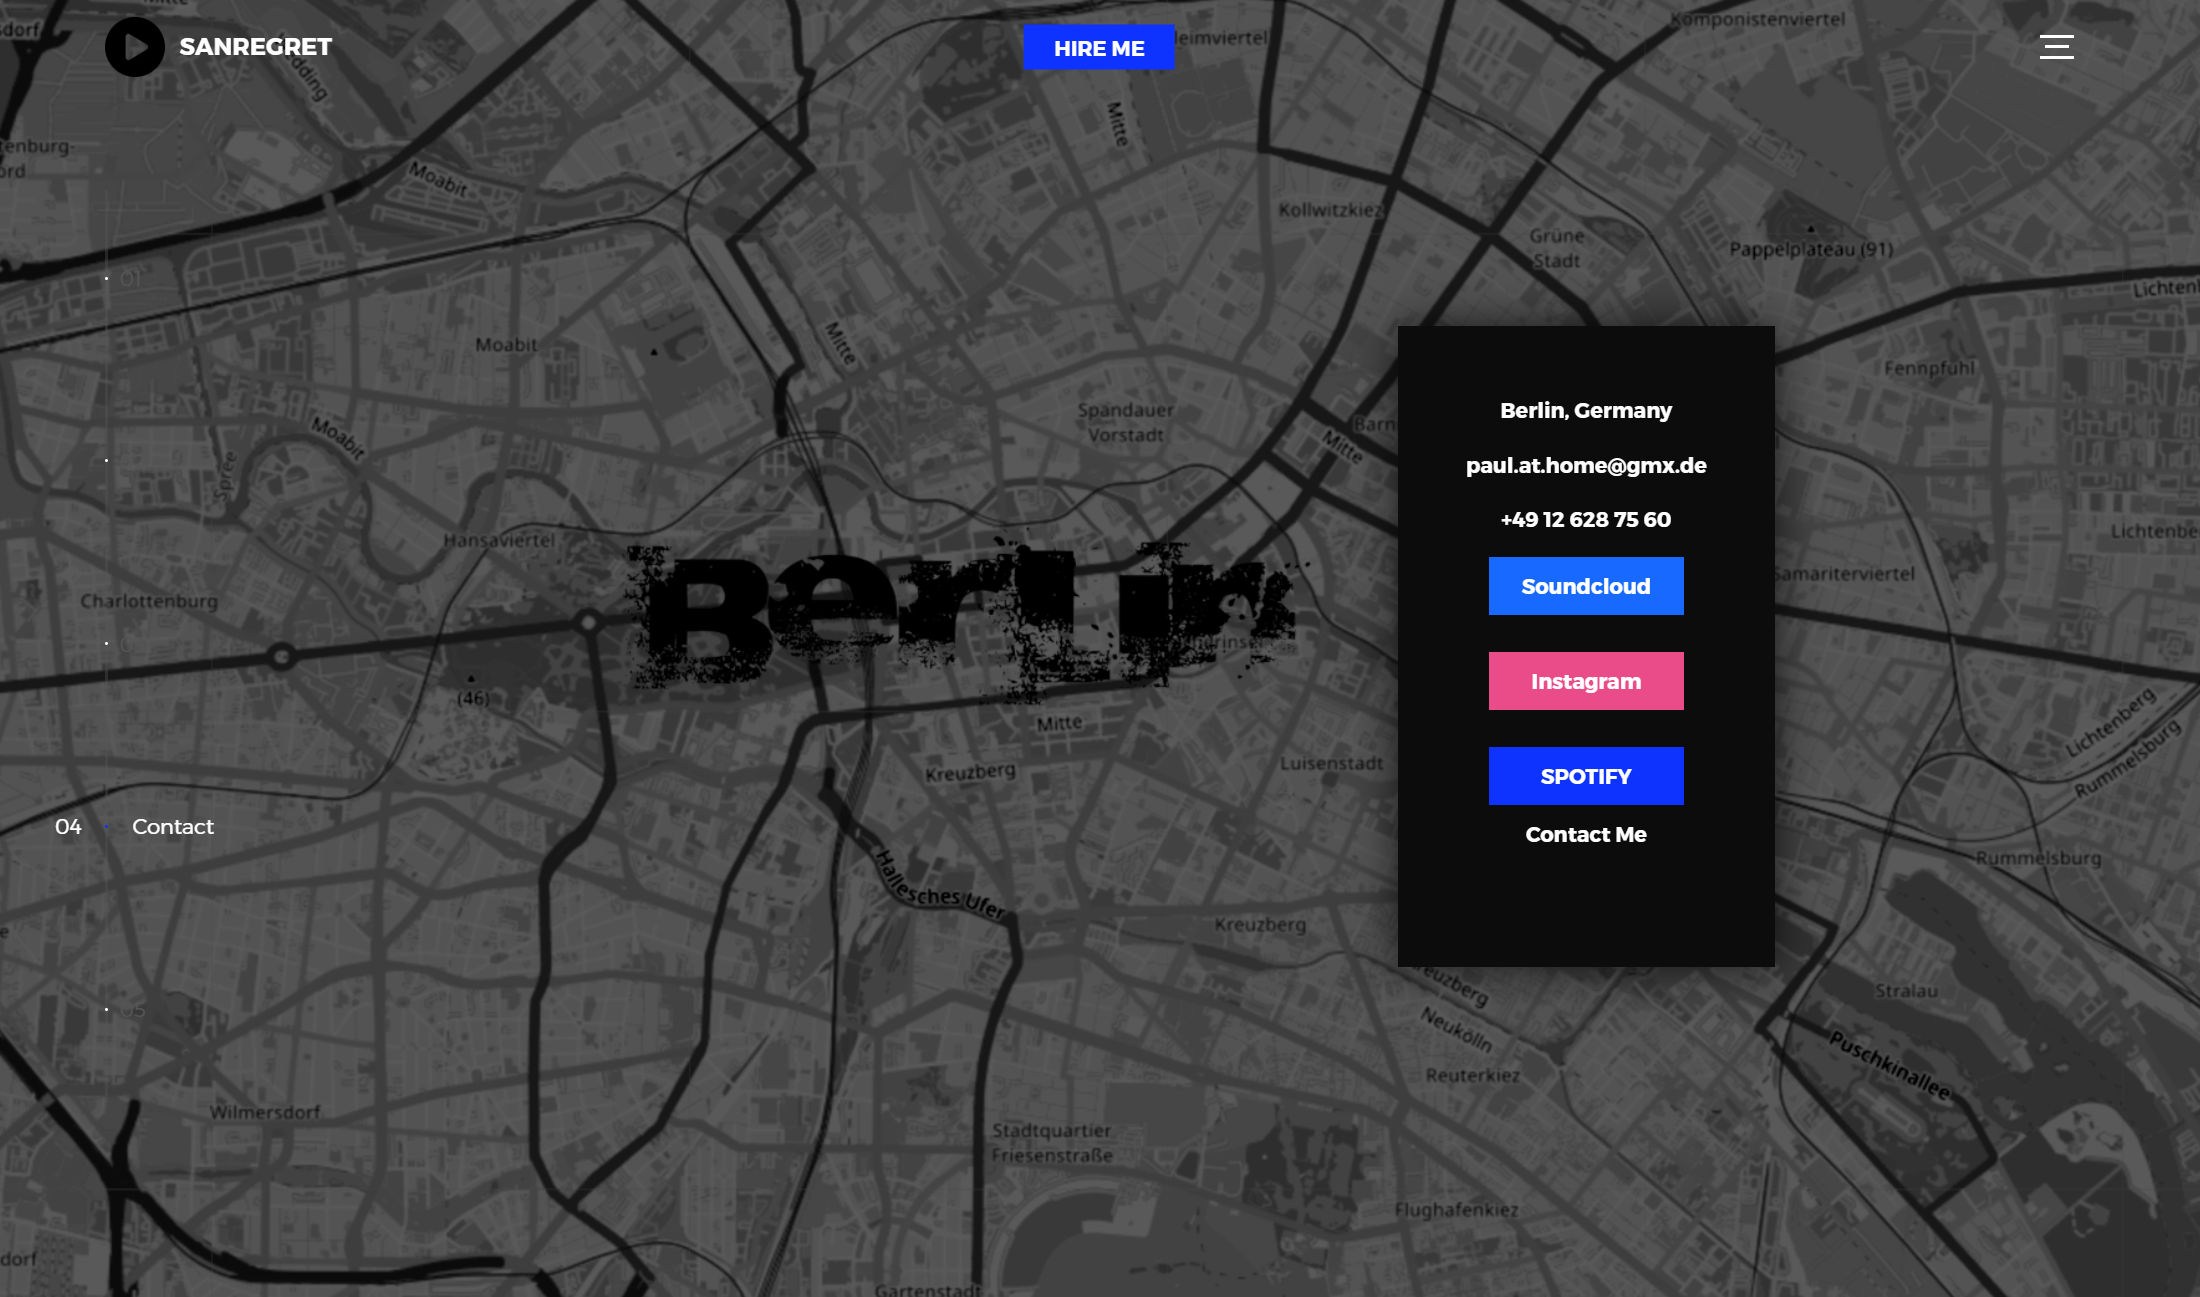 SANREGRET
HIRE ME
Komponistenviertel
Mitte
Moabit
Kollwitzkiez
Grüne
Stadt
Pappelplateau (91)
01
Moabit
Mitte
Fennpfuhl
Spandauer
Vorstadt
Moabit
Mitte
Spree
Berlin, Germany
paul.at.home@gmx.de
+49 12 628 75 60
Soundcloud
Instagram
SPOTIFY
Contact Me
Hansaviertel
BerLin
Charlottenburg
Samariterviertel
(46)
Mitte
Kreuzberg
Luisenstadt
Lichtenberg
Rummelsburg
04
Contact
Rummelsburg
Hallesches Ufer
Kreuzberg
Stralau
05
Neukölln
Puschkinallee
Reuterkiez
Wilmersdorf
Stadtquartier
Friesenstraße
Flughafenkiez
Gartenstadt